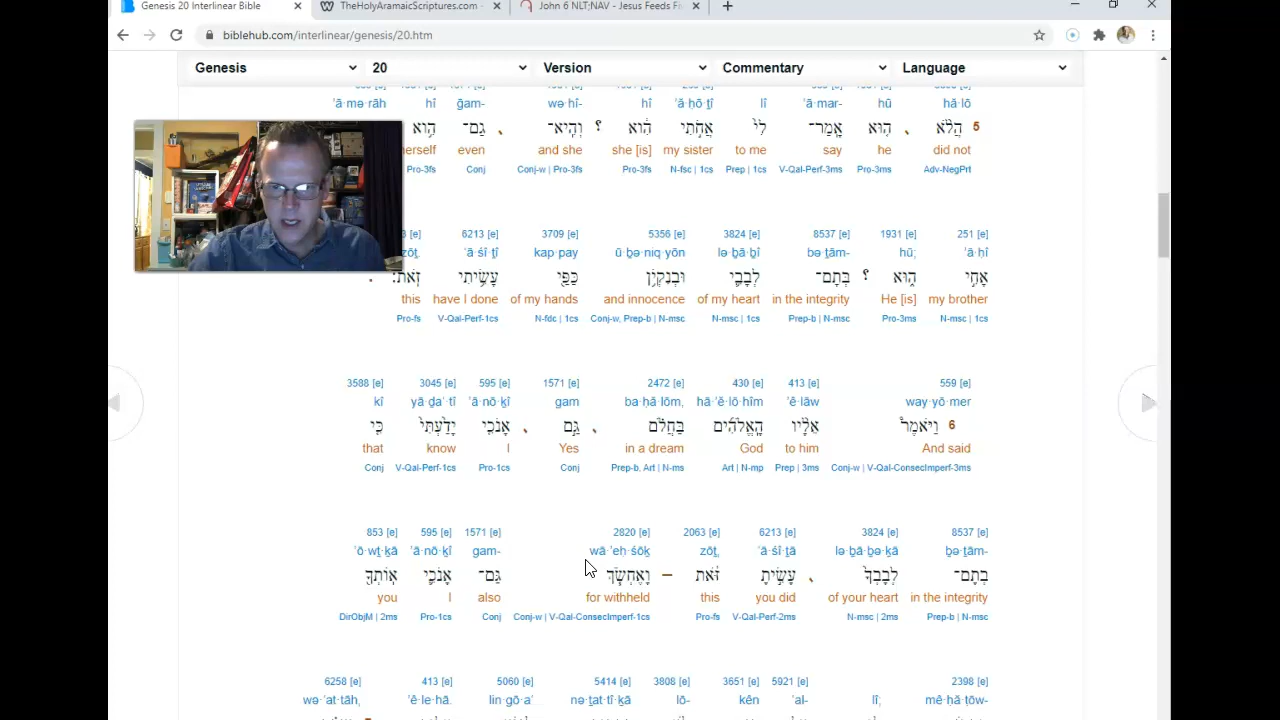 Genesis 20 Interlinear Bible
TheHolyAramaicScriptures.com -
John 6 NLT;NAV - Jesus Feeds Fi
biblehub.com/interlinear/genesis/20.htm
Genesis 20 Version Commentary Language
’ā·mə·rāh hî ḡam- wə·hî- hî ’ă·ḥō·ṯî lî ’ā·mar- hū hă·lō
הֲלֹ֨א 5 ، ה֤וּא אָֽמַר־ לִי֙ אֲחֹ֣תִי הִ֔וא ؟ וְהִֽיא־ ، גַם־ הִ֥וא
herself even and she she [is] my sister to me say he did not
Pro-3fs Conj Conj-w | Pro-3fs Pro-3fs N-fsc | 1cs Prep | 1cs V-Qal-Perf-3ms Pro-3ms Adv-NegPrt
6213 [e] 3709 [e] 5356 [e] 3824 [e] 8537 [e] 1931 [e] 251 [e]
zōṯ. ‘ā·śî·ṯî kap·pay ū·ḇə·niq·yōn lə·ḇā·ḇî bə·ṯām- hū; ’ā·ḥî
אָחִ֣י ה֑וּא ؟ בְּתָם־ לְבָבִ֛י וּבְנִקְיֹ֥ן כַּפַּ֖י עָשִׂ֥יתִי זֹֽאת׃ .
this have I done of my hands and innocence of my heart in the integrity He [is] my brother
Pro-fs V-Qal-Perf-1cs N-fdc | 1cs Conj-w, Prep-b | N-msc N-msc | 1cs Prep-b | N-msc Pro-3ms N-msc | 1cs
3588 [e] 3045 [e] 595 [e] 1571 [e] 2472 [e] 430 [e] 413 [e] 559 [e]
kî yā·ḏa‘·tî ’ā·nō·ḵî gam ba·ḥă·lōm, hā·’ĕ·lō·hîm ’ê·lāw way·yō·mer
וַיֹּאמֶר֩ 6 אֵלָ֨יו הָֽאֱלֹהִ֜ים בַּחֲלֹ֗ם ، גַּ֣ם ، אָנֹכִ֤י יָדַ֙עְתִּי֙ כִּ֤י
that know I Yes in a dream God to him And said
Conj V-Qal-Perf-1cs Pro-1cs Conj Prep-b, Art | N-ms Art | N-mp Prep | 3ms Conj-w | V-Qal-ConsecImperf-3ms
853 [e] 595 [e] 1571 [e] 2820 [e] 2063 [e] 6213 [e] 3824 [e] 8537 [e]
’ō·wṯ·ḵā ’ā·nō·ḵî gam- wā·’eḥ·śōḵ zōṯ, ‘ā·śî·ṯā lə·ḇā·ḇə·ḵā ḇə·ṯām-
בְתָם־ לְבָבְךָ֙ ، עָשִׂ֣יתָ זֹּ֔את – וָאֶחְשֹׂ֧ךְ גַּם־ אָנֹכִ֛י אֽוֹתְךָ֖
you I also for withheld this you did of your heart in the integrity
DirObjM | 2ms Pro-1cs Conj Conj-w | V-Qal-ConsecImperf-1cs Pro-fs V-Qal-Perf-2ms N-msc | 2ms Prep-b | N-msc
6258 [e] 413 [e] 5060 [e] 5414 [e] 3808 [e] 3651 [e] 5921 [e] 2398 [e]
wə·‘at·tāh, ’ê·le·hā. lin·gō·a‘ nə·ṯat·tî·ḵā lō- kên ‘al- lî; mê·ḥă·ṭōw-